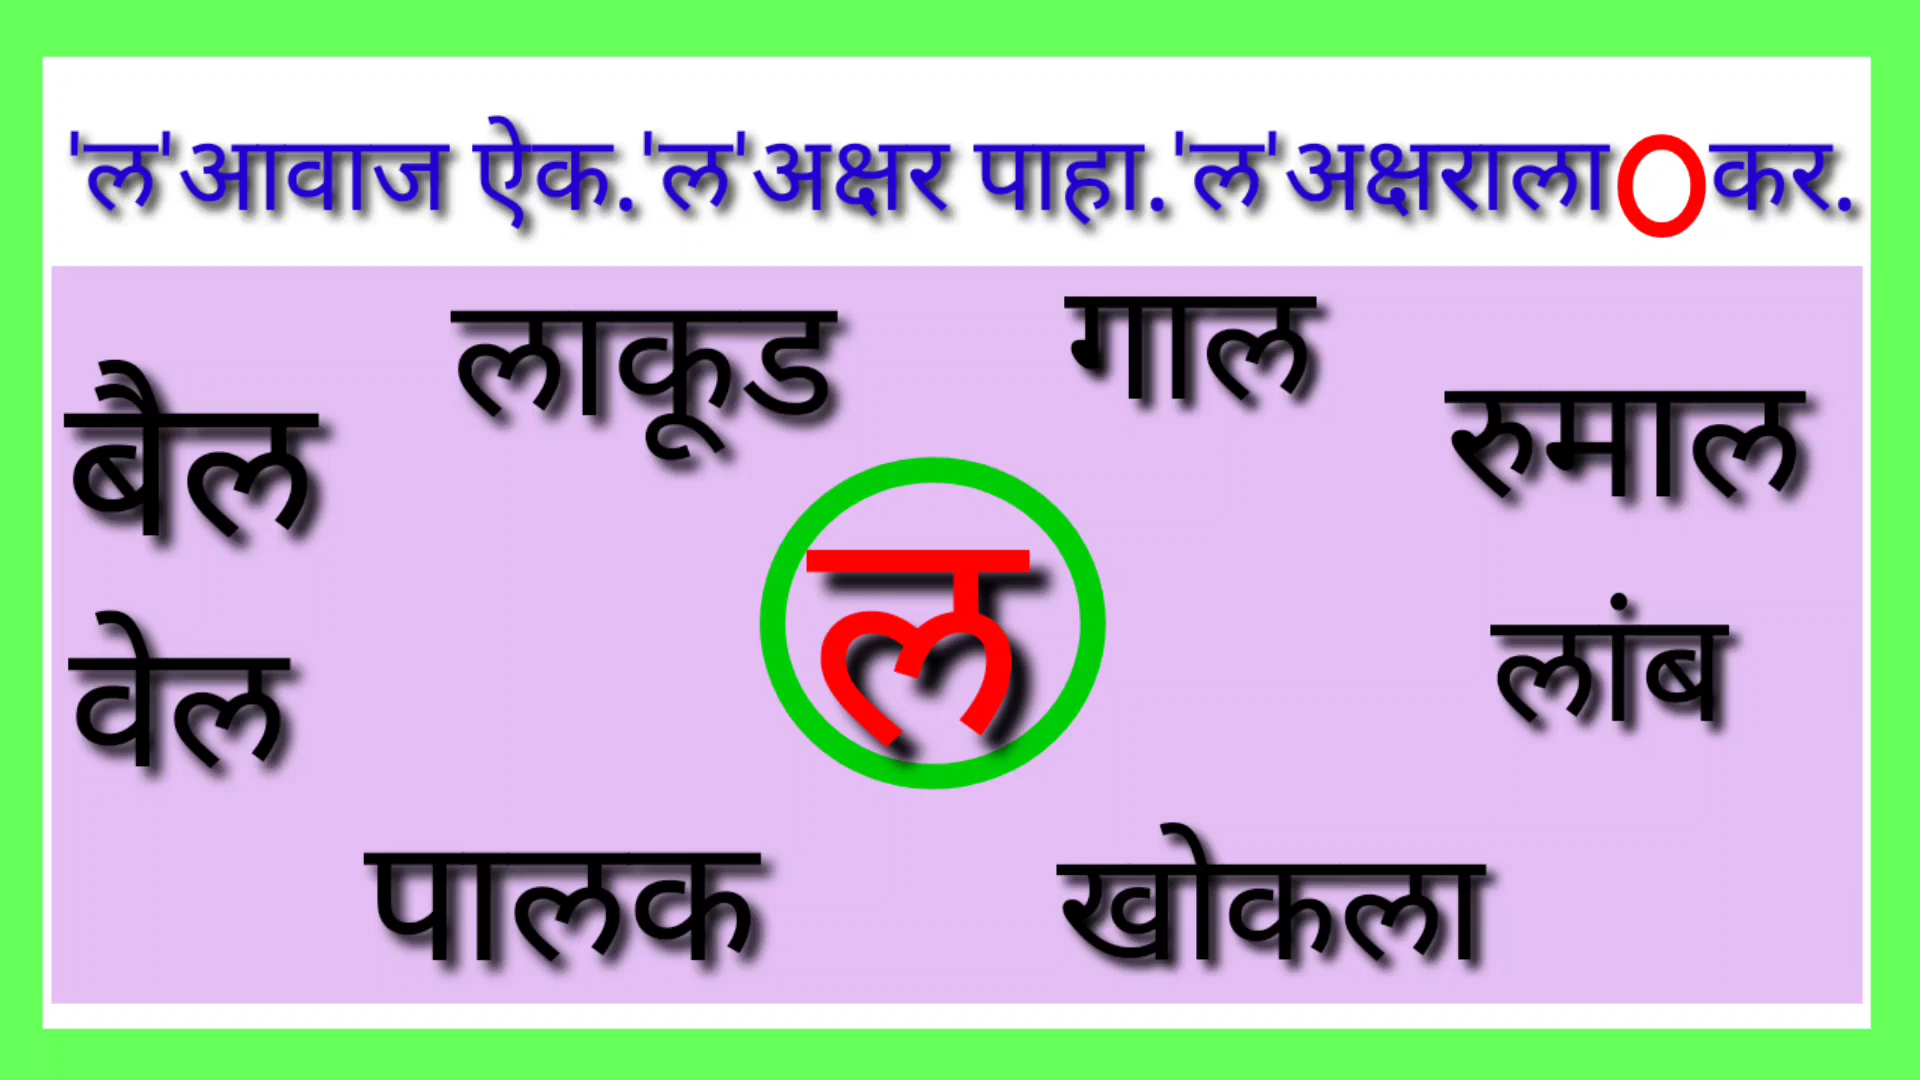 'ल'आवाज ऐक.'ल'अक्षर पाहा.'ल'अक्षराला कर.
लाकूड
गाल
बैल
रुमाल
ल
वेल
लांब
पालक
खोकला